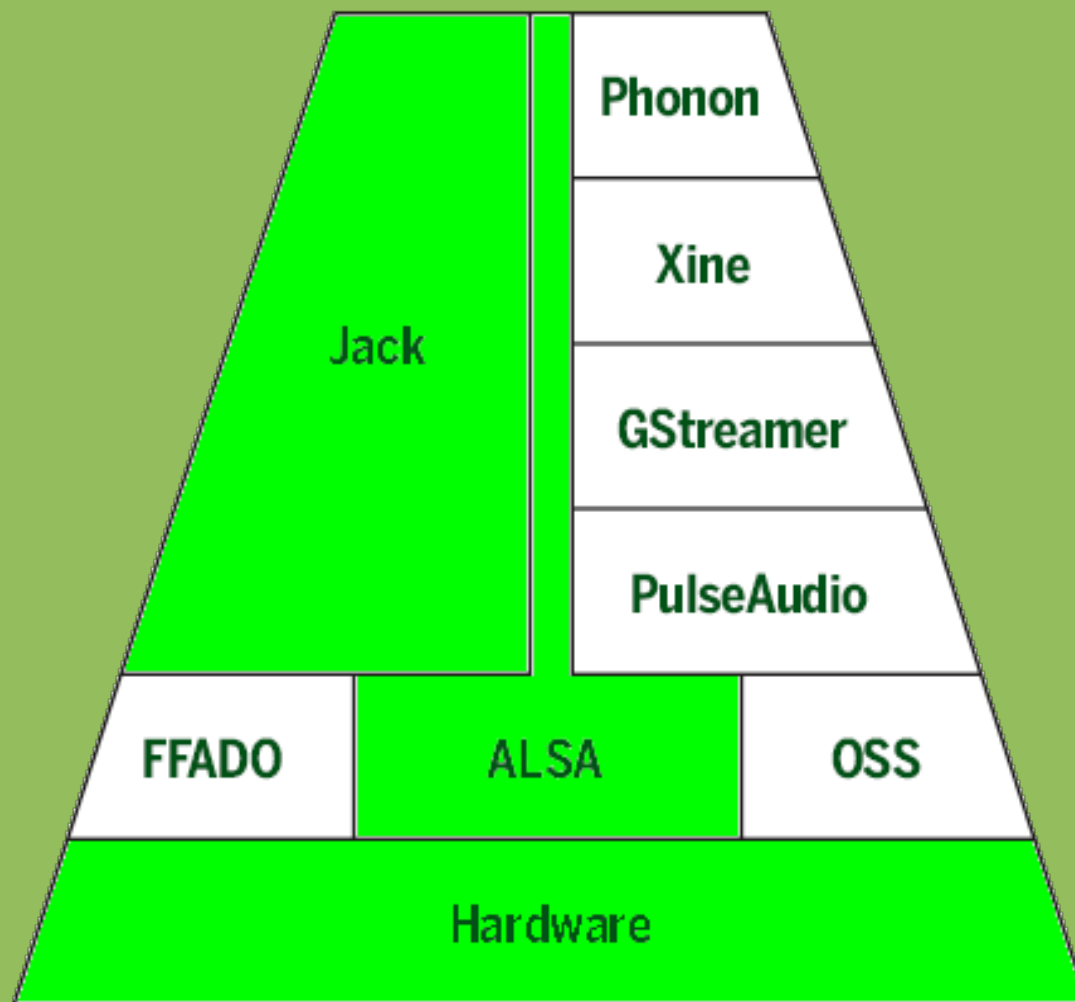 Phonon
Xine
Jack
GStreamer
PulseAudio
FFADO
ALSA
OSS
Hardware